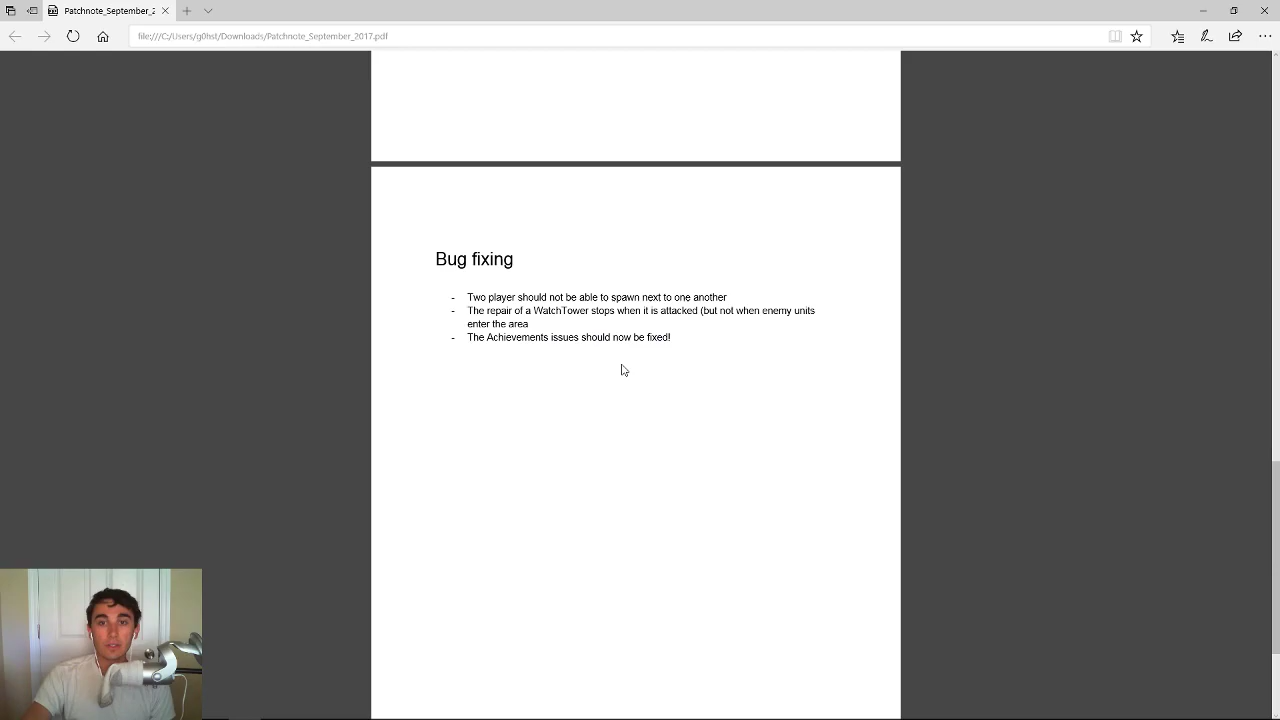 Patchnote_September_2
file:///C:/Users/g0hst/Downloads/Patchnote_September_2017.pdf
Bug fixing
- Two player should not be able to spawn next to one another
- The repair of a WatchTower stops when it is attacked (but not when enemy units
enter the area
- The Achievements issues should now be fixed!